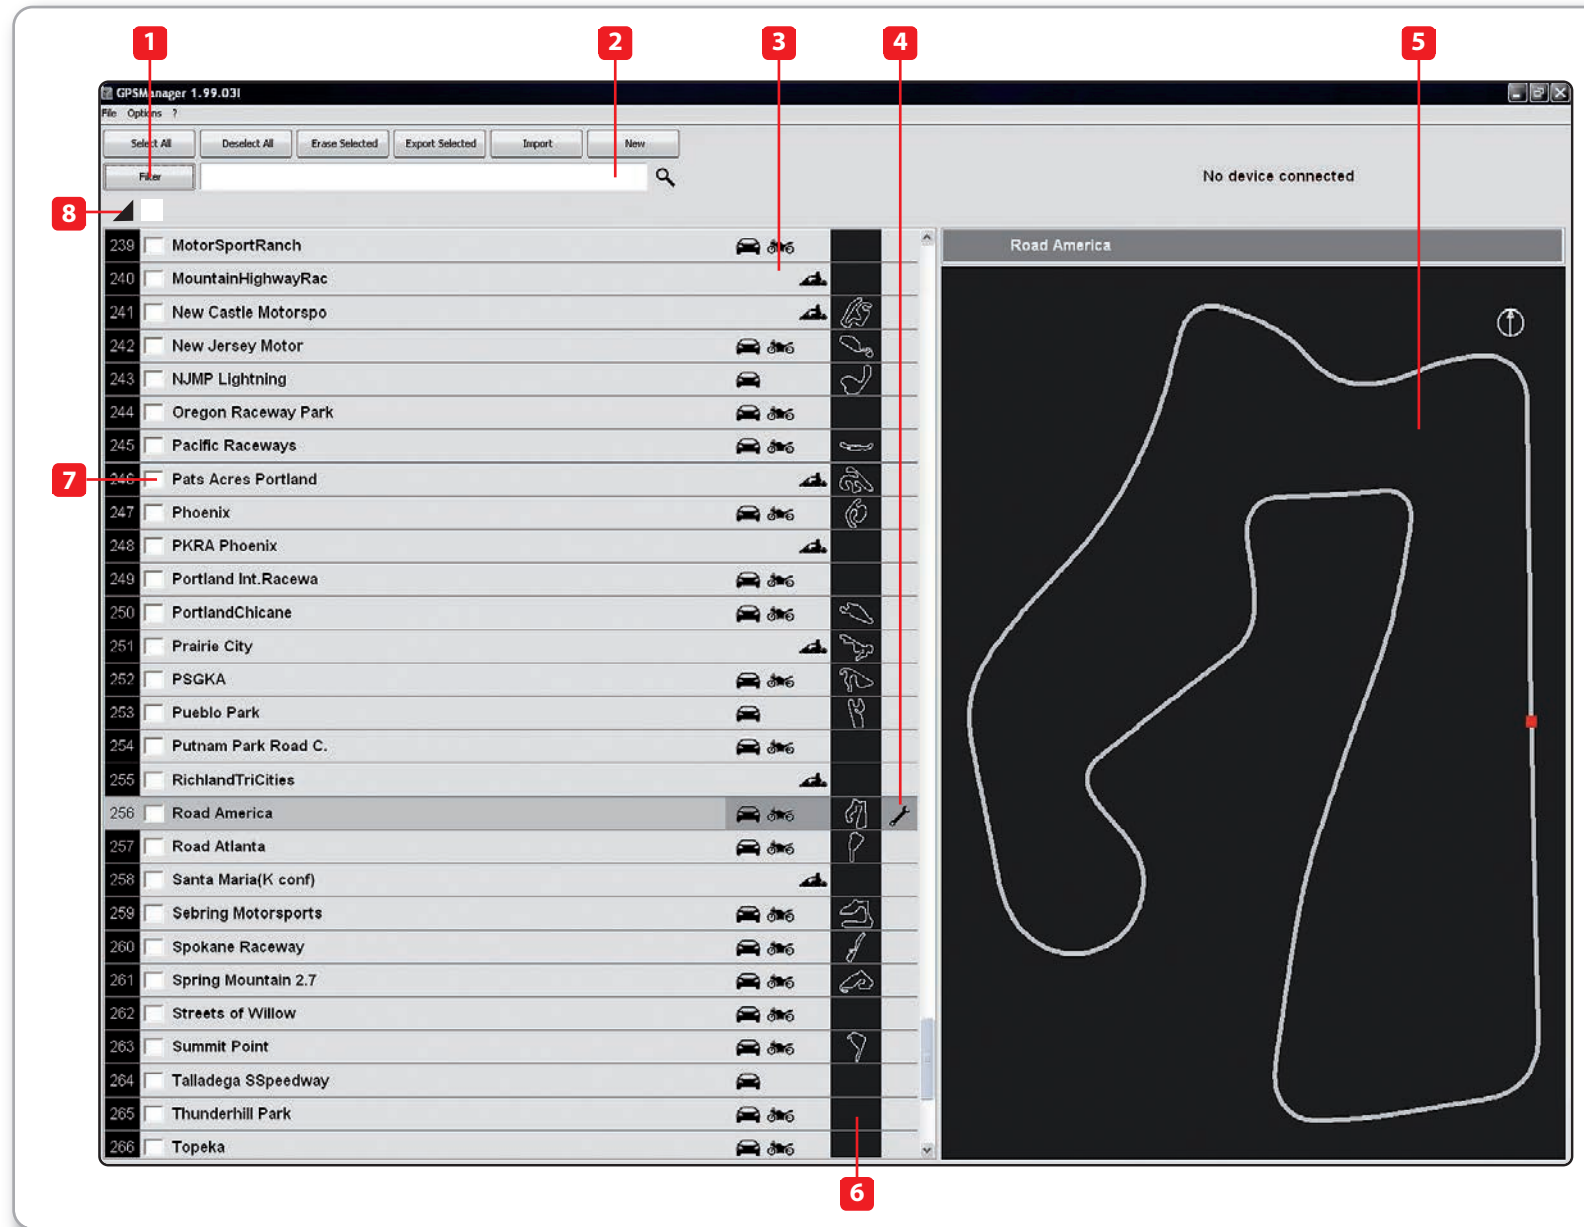 1 2 3 4 5
GPSManager 1.99.03l
File Options ?
Select All Deselect All Erase Selected Export Selected Import New
Filter
No device connected
8
239 MotorSportRanch
Road America
240 MountainHighwayRac
241 New Castle Motorspo
242 New Jersey Motor
243 NJMP Lightning
244 Oregon Raceway Park
245 Pacific Raceways
7 246 Pats Acres Portland
247 Phoenix
248 PKRA Phoenix
249 Portland Int.Racewa
250 PortlandChicane
251 Prairie City
252 PSGKA
253 Pueblo Park
254 Putnam Park Road C.
255 RichlandTriCities
256 Road America
257 Road Atlanta
258 Santa Maria(K conf)
259 Sebring Motorsports
260 Spokane Raceway
261 Spring Mountain 2.7
262 Streets of Willow
263 Summit Point
264 Talladega SSpeedway
265 Thunderhill Park
266 Topeka
6